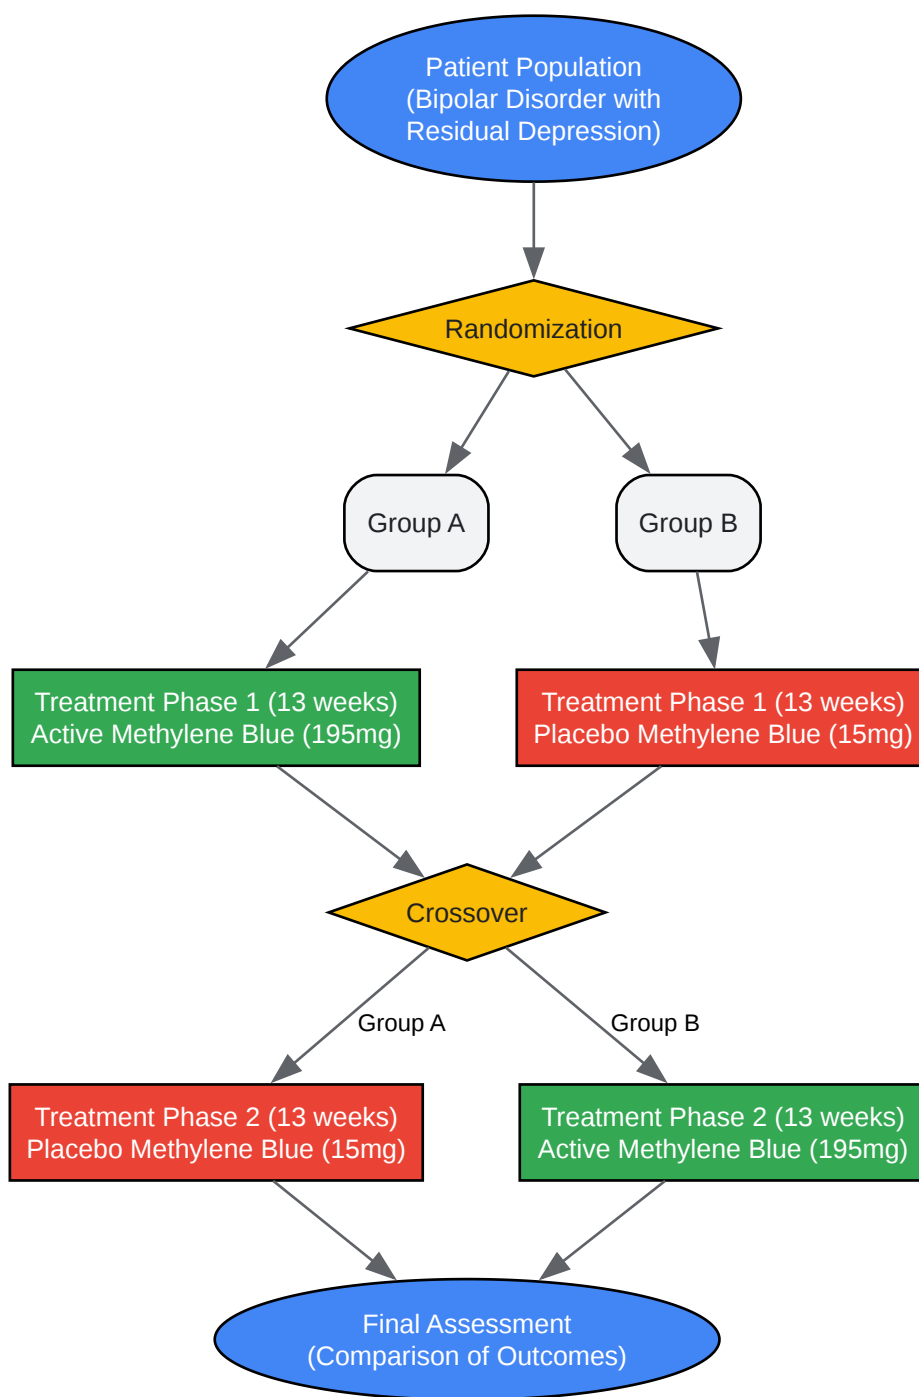 Patient Population
(Bipolar Disorder with
Residual Depression)
Randomization
Group A
Group B
Treatment Phase 1 (13 weeks)
Active Methylene Blue (195mg)
Treatment Phase 1 (13 weeks)
Placebo Methylene Blue (15mg)
Crossover
Group A
Group B
Treatment Phase 2 (13 weeks)
Placebo Methylene Blue (15mg)
Treatment Phase 2 (13 weeks)
Active Methylene Blue (195mg)
Final Assessment
(Comparison of Outcomes)